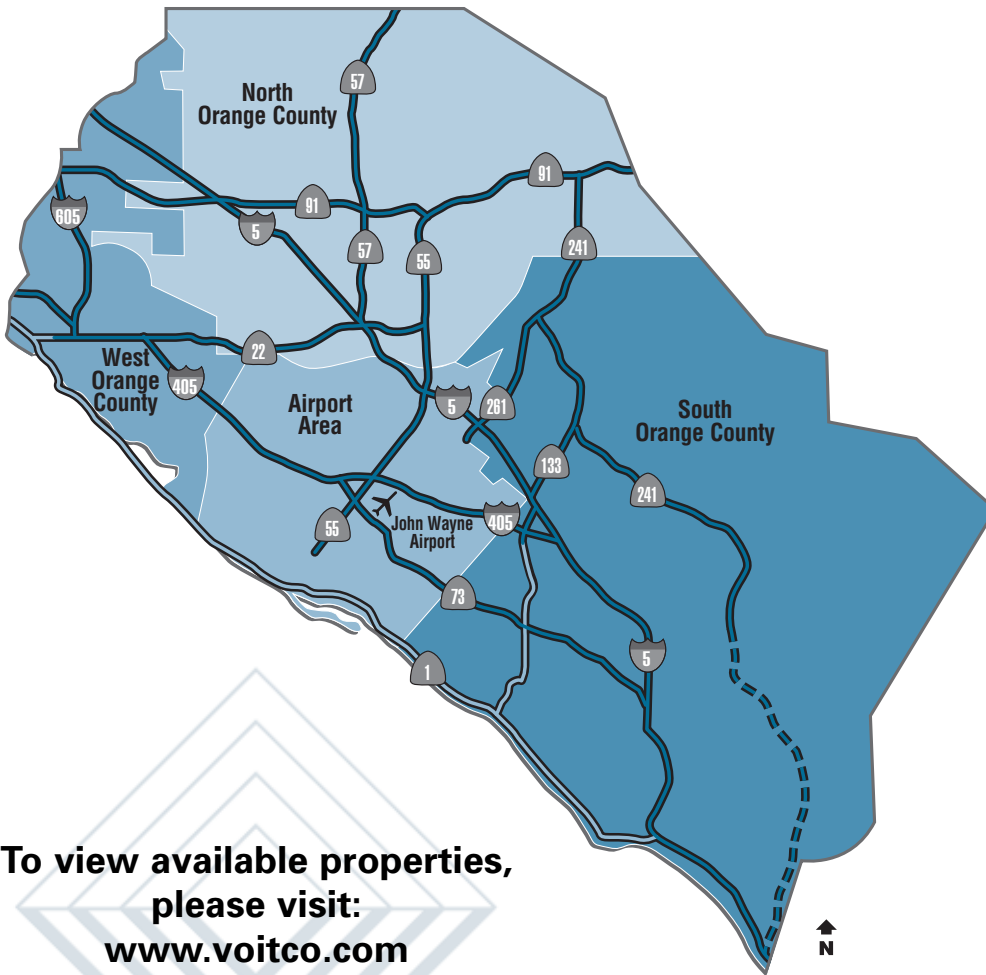 57
North
Orange County
91
91
605
5
57
55
241
22
West
Orange
County
405
Airport
Area
5
261
South
Orange County
133
241
55
John Wayne
Airport
405
73
5
1
To view available properties,
please visit:
www.voitco.com
N